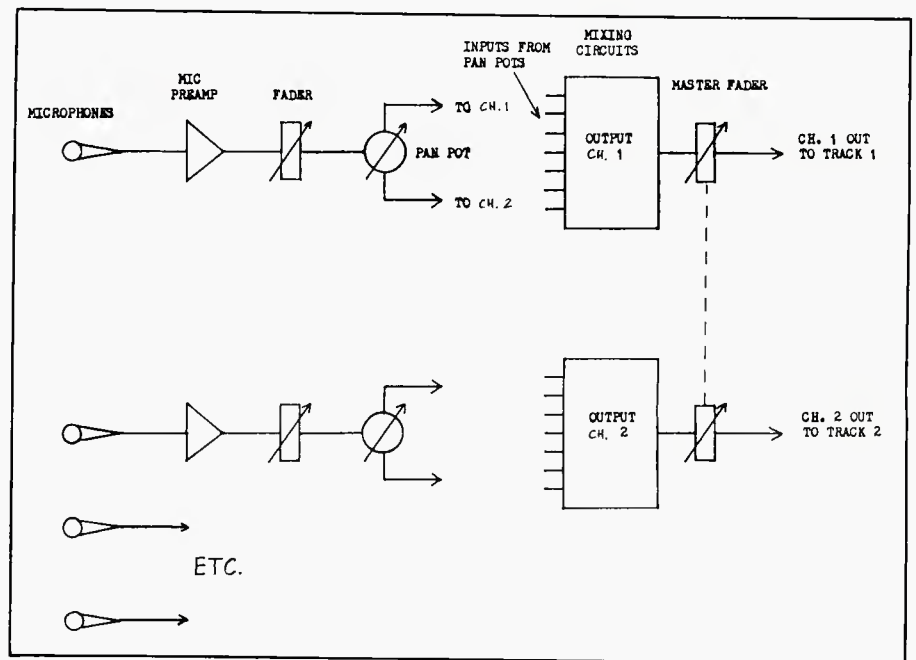 MICROPHONES
MIC
PREAMP
FADER
TO CH.1
PAN POT
TO CH.2
INPUTS FROM
PAN POTS
MIXING
CIRCUITS
OUTPUT
CH. 1
MASTER FADER
CH. 1 OUT
TO TRACK 1
OUTPUT
CH. 2
CH. 2 OUT
TO TRACK 2
ETC.